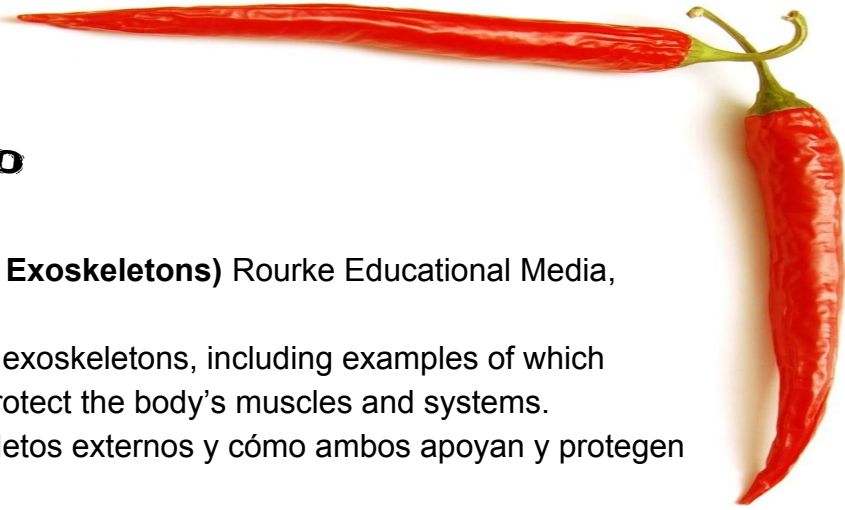 Exoskeletons) Rourke Educational Media,
exoskeletons, including examples of which
rotect the body's muscles and systems.
letos externos y cómo ambos apoyan y protegen